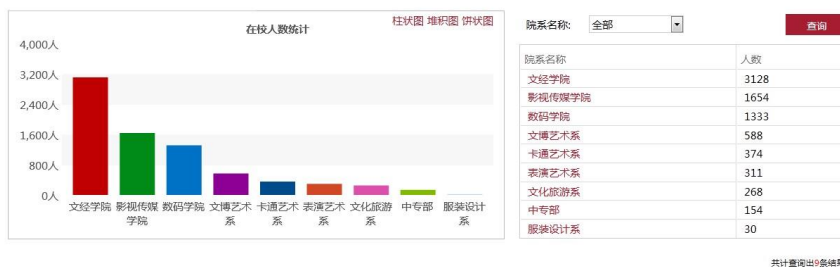 在校人数统计
柱状图 堆积图 饼状图
4,000人
3,200人
2,400人
1,600人
800人
0人
文经学院 影视传媒学院 数码学院 文博艺术系 卡通艺术系 表演艺术系 文化旅游系 中专部 服装设计系
院系名称: 全部 查询
院系名称 人数
文经学院 3128
影视传媒学院 1654
数码学院 1333
文博艺术系 588
卡通艺术系 374
表演艺术系 311
文化旅游系 268
中专部 154
服装设计系 30
共计查询出9条结